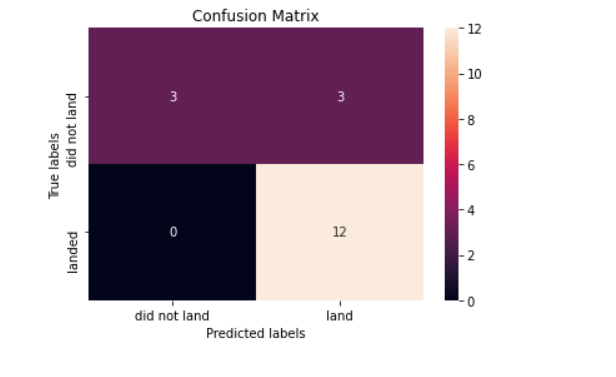 Confusion Matrix
12
10
8
6
4
2
0
True labels
did not land
landed
3
3
0
12
did not land
land
Predicted labels